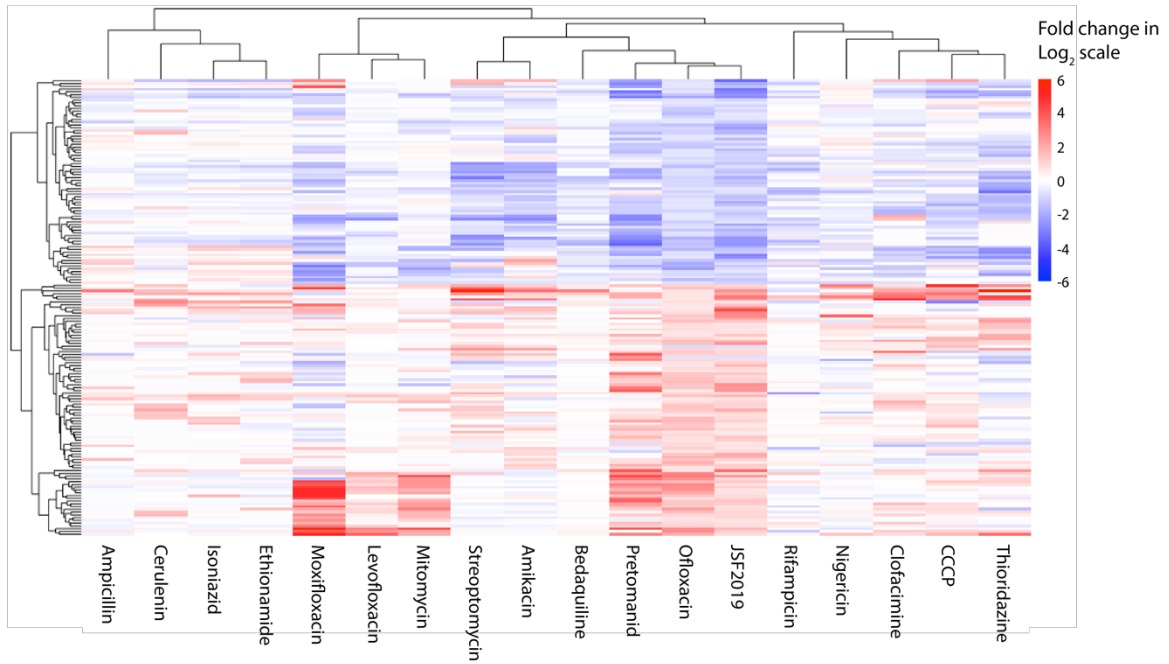 Fold change in
Log2 scale
6
4
2
0
-2
-4
-6
Ampicillin
Cerulenin
Isoniazid
Ethionamide
Moxifloxacin
Levofloxacin
Mitomycin
Streoptomycin
Amikacin
Bedaquiline
Pretomanid
Ofloxacin
JSF2019
Rifampicin
Nigericin
Clofacimine
CCCP
Thioridazine